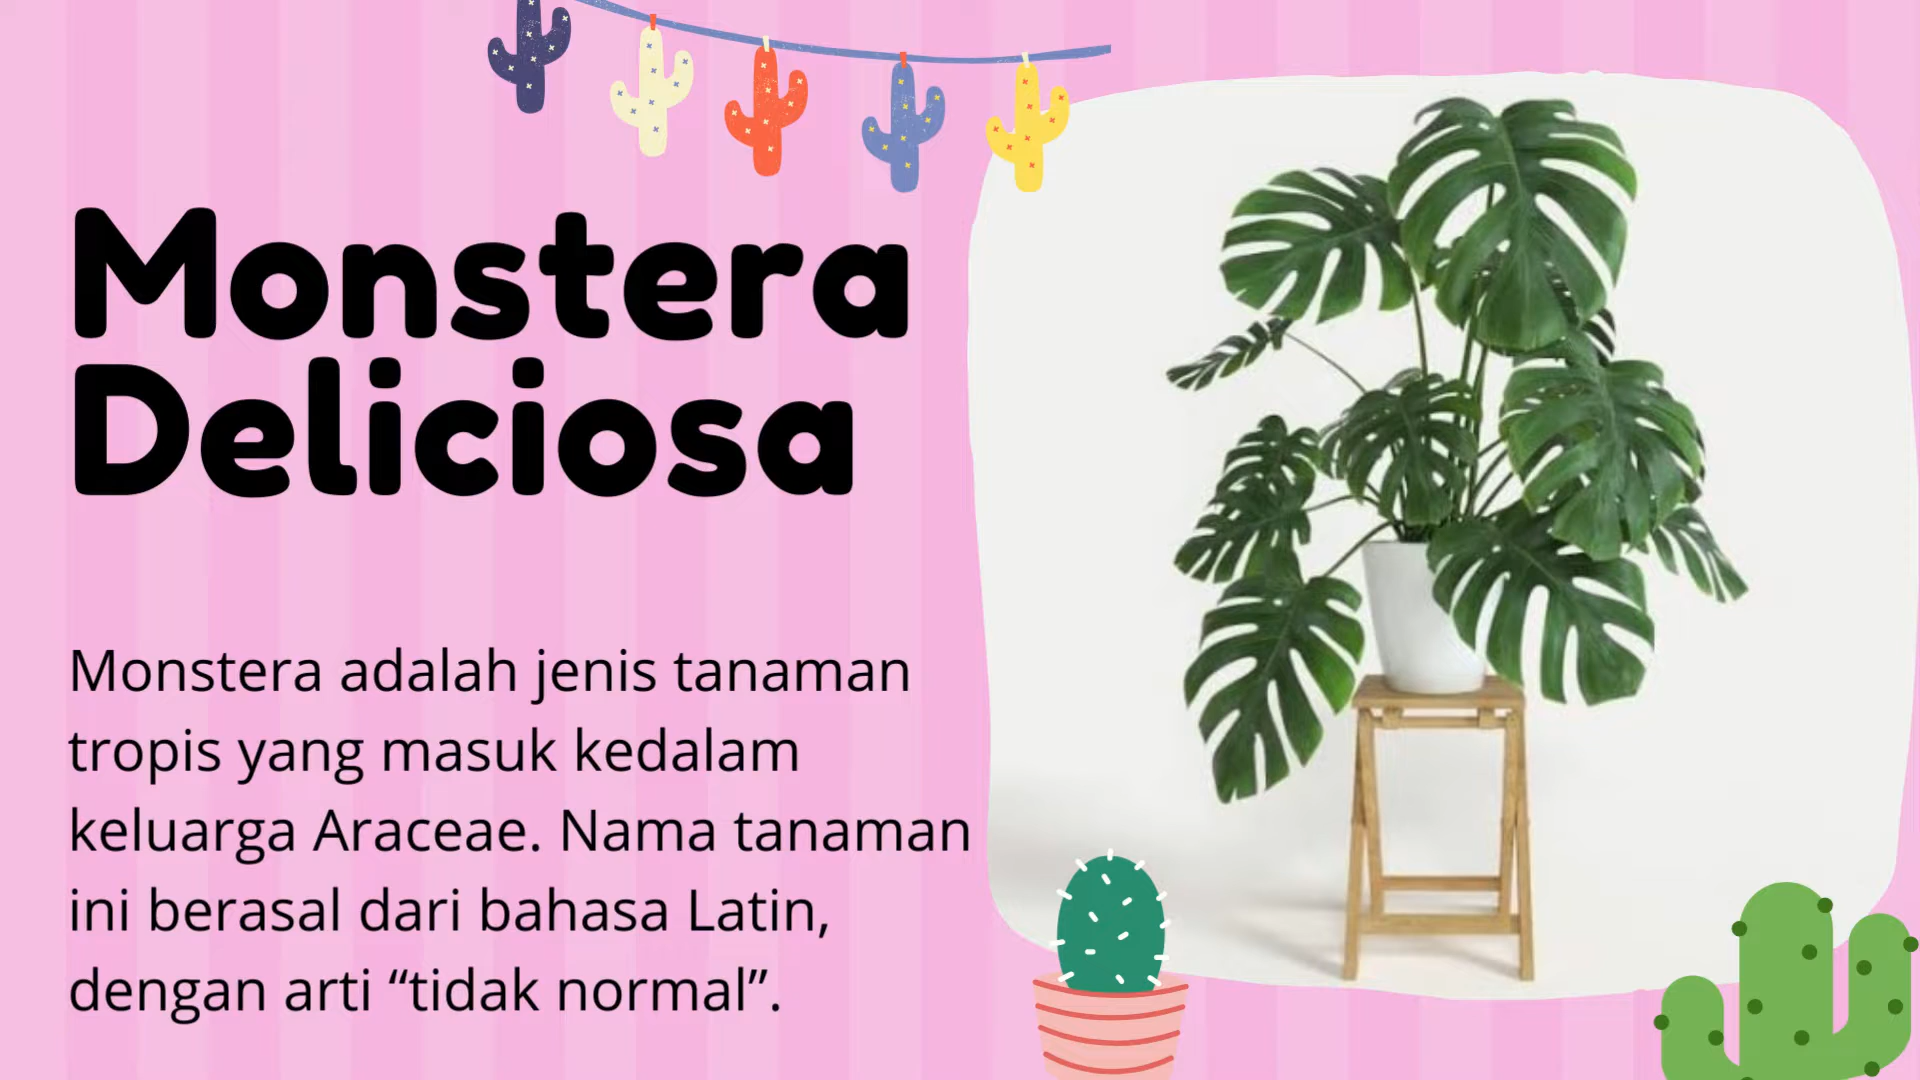 Monstera
Deliciosa
Monstera adalah jenis tanaman
tropis yang masuk kedalam
keluarga Araceae. Nama tanaman
ini berasal dari bahasa Latin,
dengan arti “tidak normal”.